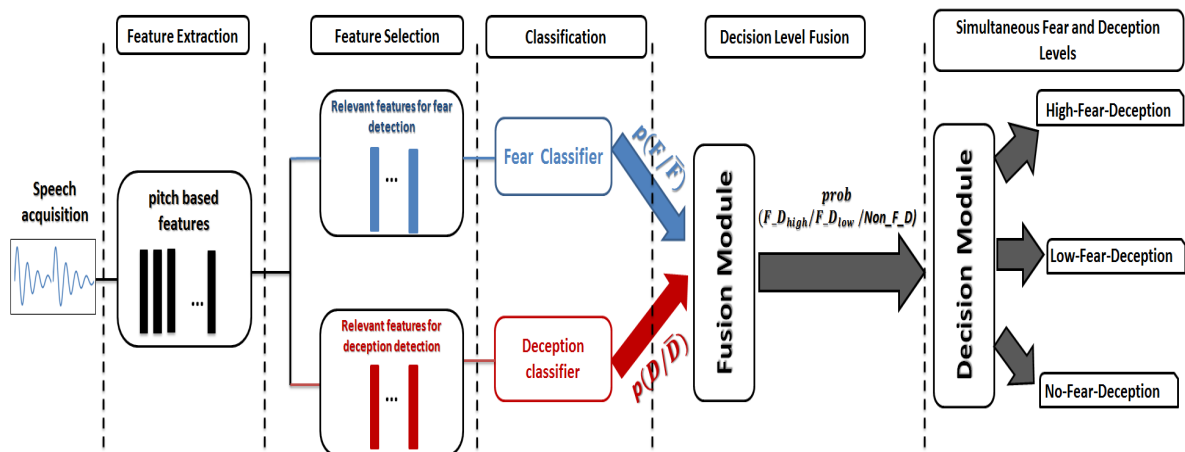 Feature Extraction
Feature Selection
Classification
Decision Level Fusion
Simultaneous Fear and Deception
Levels
Speech
acquisition
pitch based
features
...
Relevant features for fear
detection
...
Relevant features for
deception detection
...
Fear Classifier
Deception
classifier
p(F/F̅)
p(D/D̅)
Fusion Module
prob
(F_D_high/F_D_low/Non_F_D)
Decision Module
High-Fear-Deception
Low-Fear-Deception
No-Fear-Deception